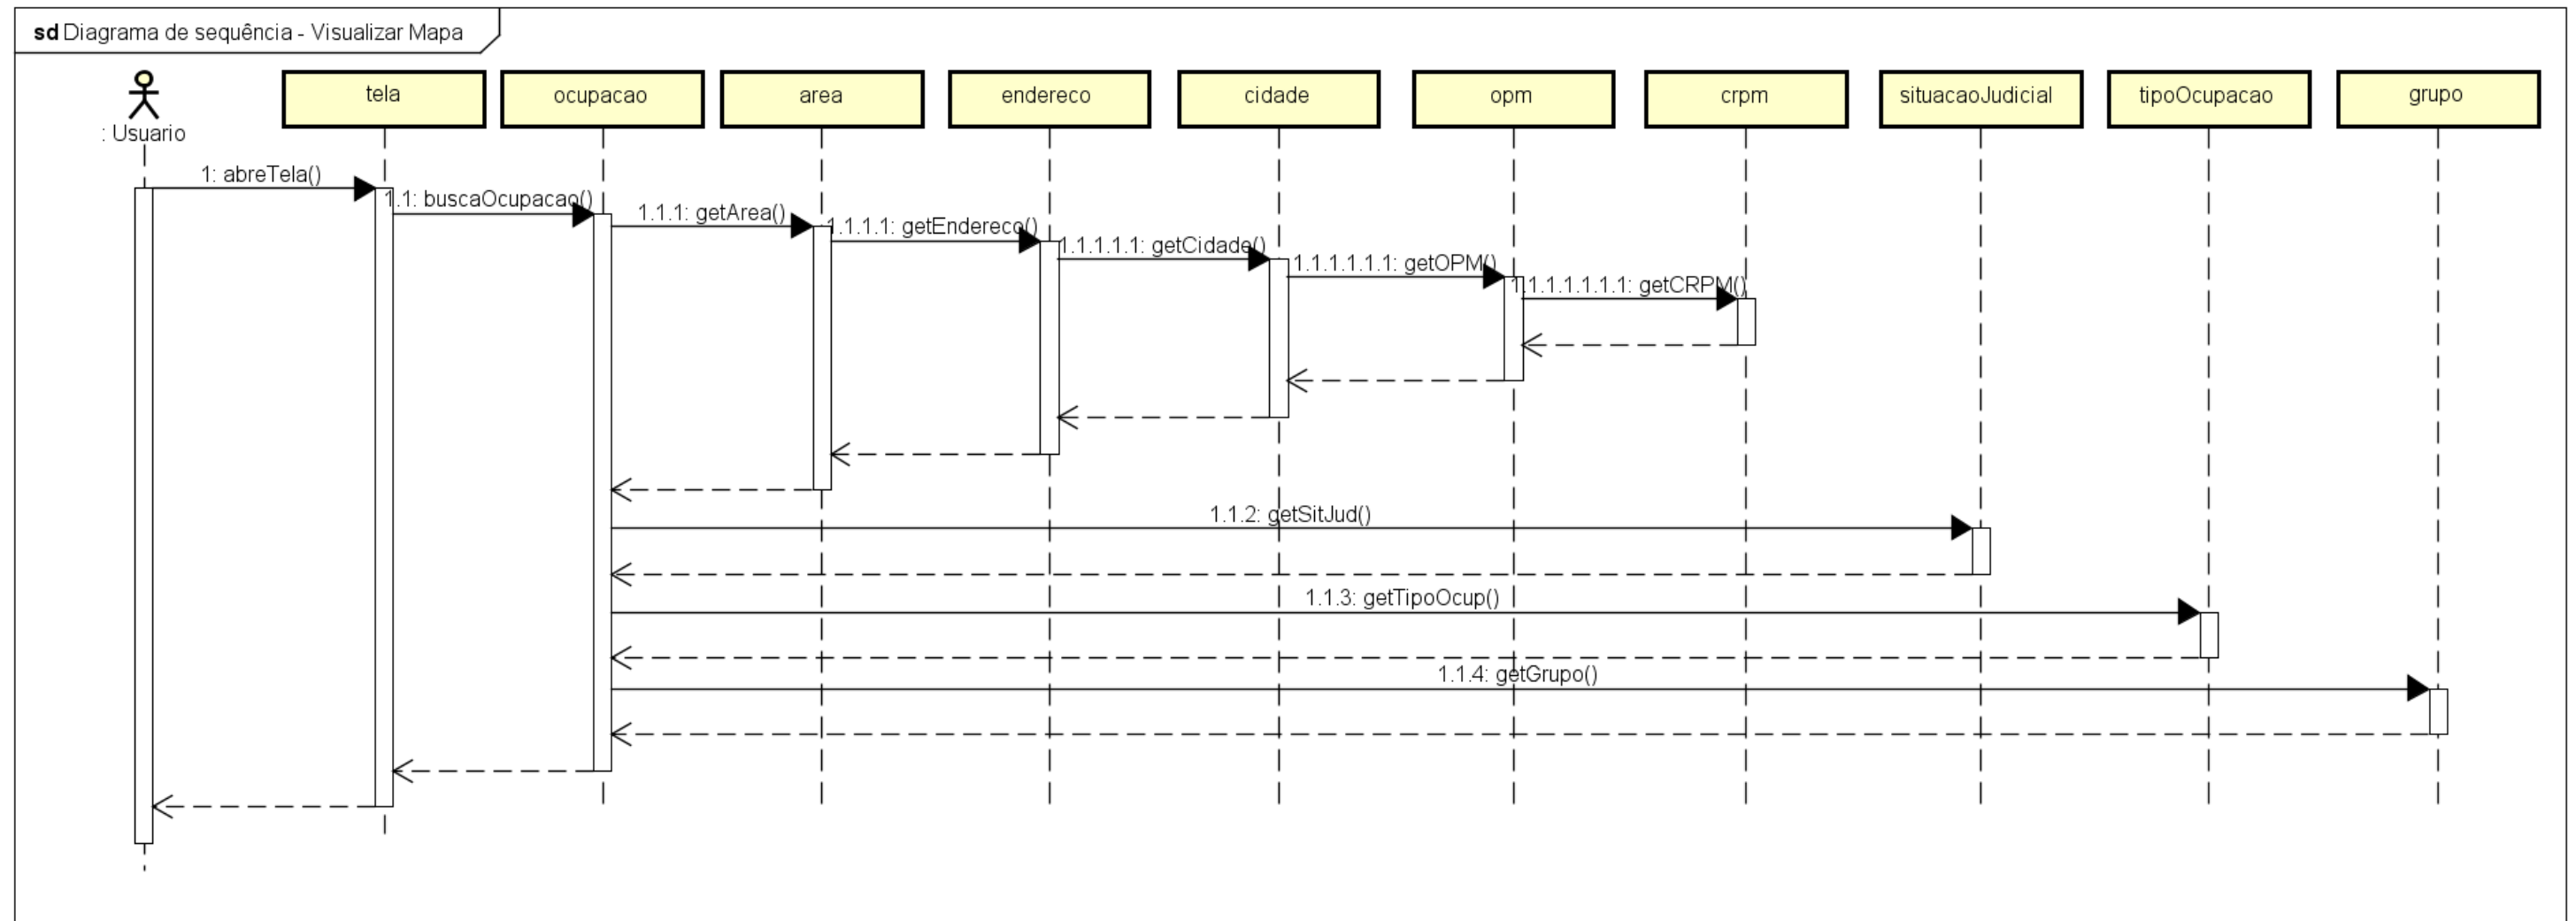 sd Diagrama de sequência - Visualizar Mapa
tela
ocupacao
area
endereco
cidade
opm
crpm
situacaoJudicial
tipoOcupacao
grupo
: Usuario
1: abreTela()
1.1: buscaOcupacao()
1.1.1: getArea()
1.1.1.1: getEndereco()
1.1.1.1.1: getCidade()
1.1.1.1.1.1: getOPM()
1.1.1.1.1.1.1: getCRPM()
1.1.2: getSitJud()
1.1.3: getTipoOcup()
1.1.4: getGrupo()